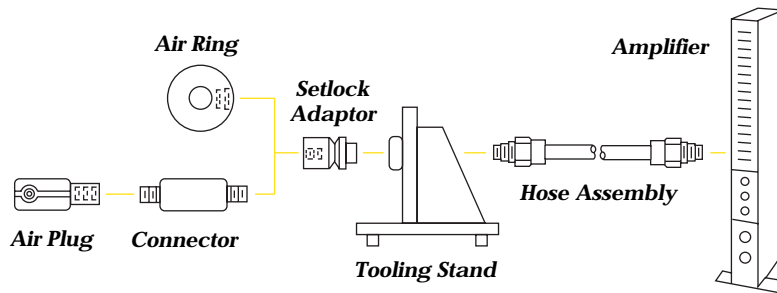 Air Ring
Amplifier
Setlock
Adaptor
Hose Assembly
Air Plug
Connector
Tooling Stand